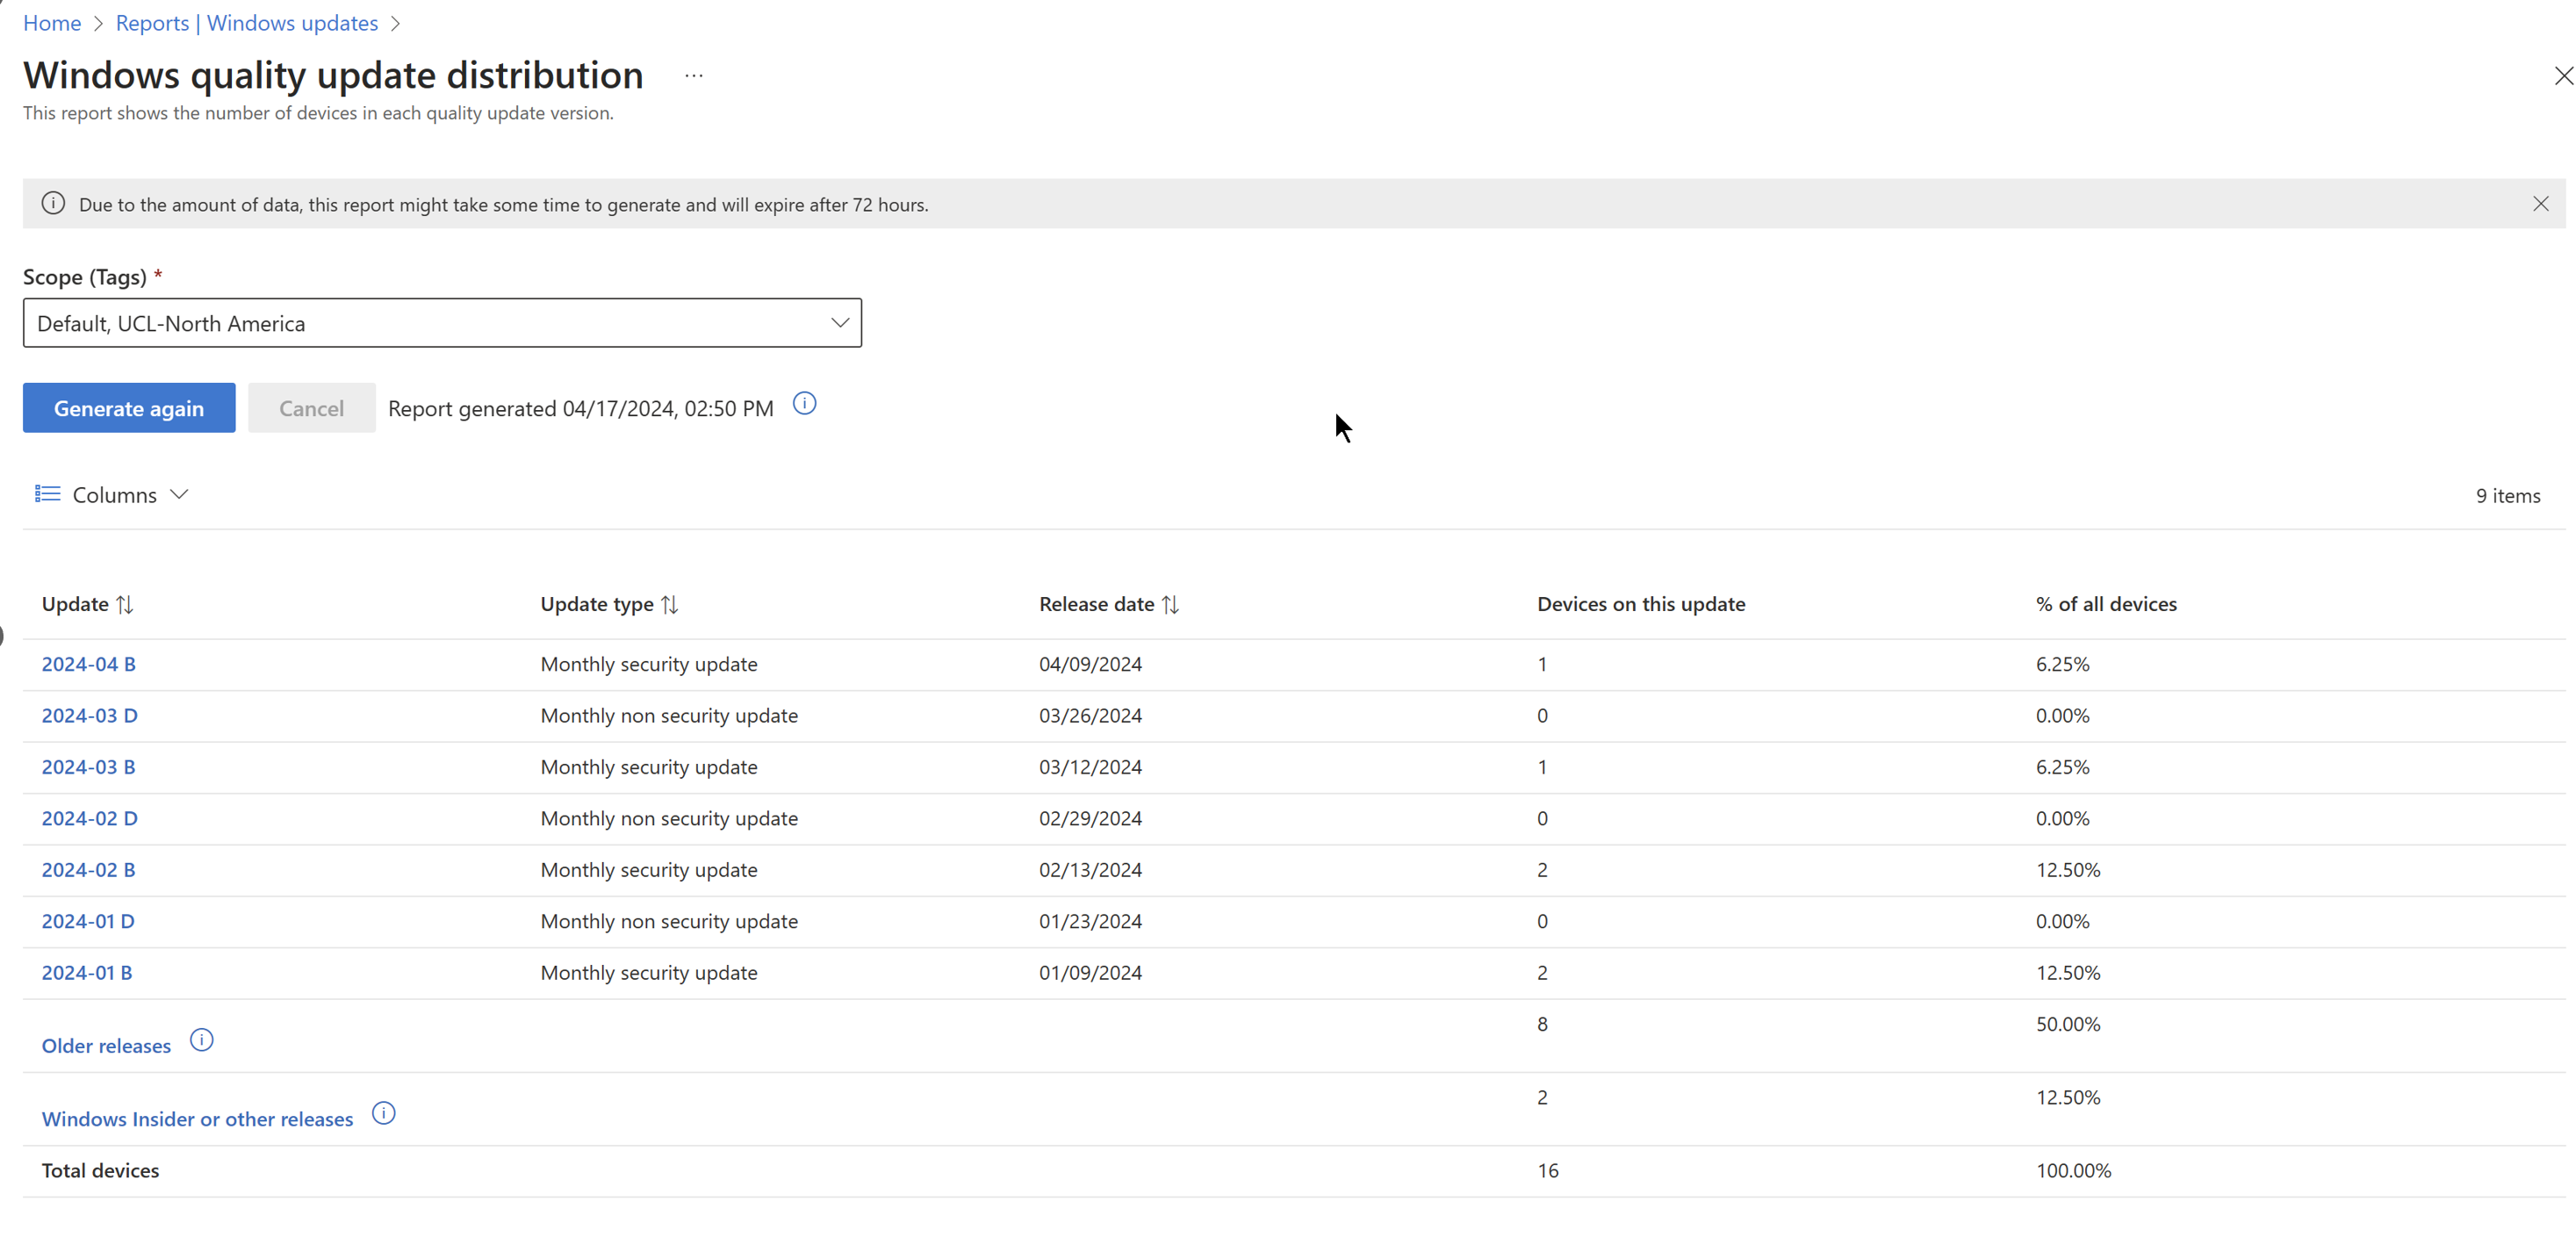 Home > Reports | Windows updates >
Windows quality update distribution ...
This report shows the number of devices in each quality update version.
Due to the amount of data, this report might take some time to generate and will expire after 72 hours.
Scope (Tags) *
Default, UCL-North America
Generate again Cancel Report generated 04/17/2024, 02:50 PM
Columns 9 items
Update Update type Release date Devices on this update % of all devices
2024-04 B Monthly security update 04/09/2024 1 6.25%
2024-03 D Monthly non security update 03/26/2024 0 0.00%
2024-03 B Monthly security update 03/12/2024 1 6.25%
2024-02 D Monthly non security update 02/29/2024 0 0.00%
2024-02 B Monthly security update 02/13/2024 2 12.50%
2024-01 D Monthly non security update 01/23/2024 0 0.00%
2024-01 B Monthly security update 01/09/2024 2 12.50%
Older releases 8 50.00%
Windows Insider or other releases 2 12.50%
Total devices 16 100.00%